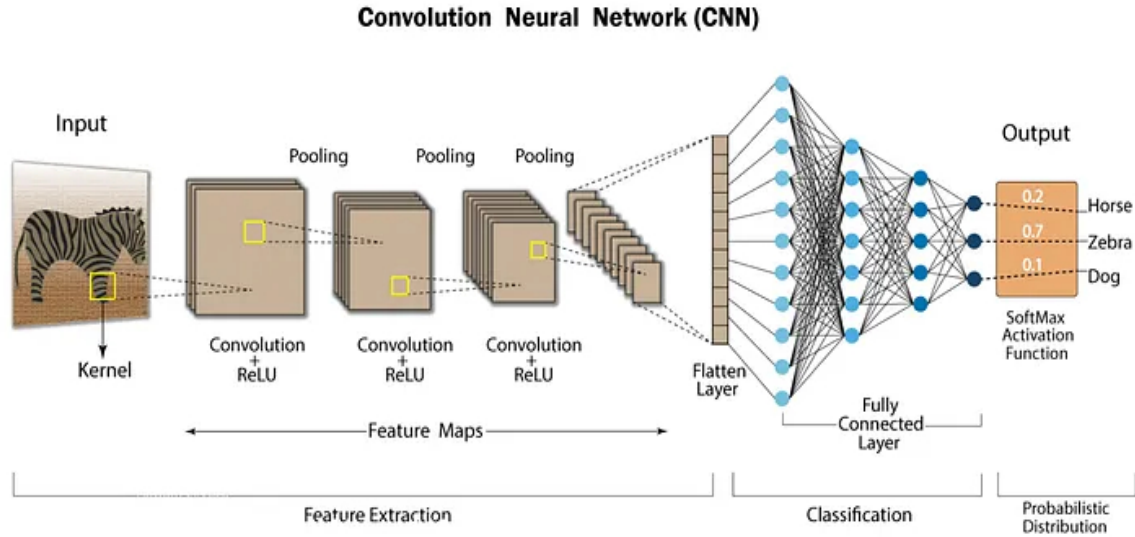 Convolution Neural Network (CNN)
Input
Output
Pooling
Pooling
Pooling
0.2
Horse
0.7
Zebra
0.1
Dog
Kernel
Convolution
+
ReLU
Convolution
+
ReLU
Convolution
+
ReLU
Flatten
Layer
SoftMax
Activation
Function
Feature Maps
Fully
Connected
Layer
Feature Extraction
Classification
Probabilistic
Distribution